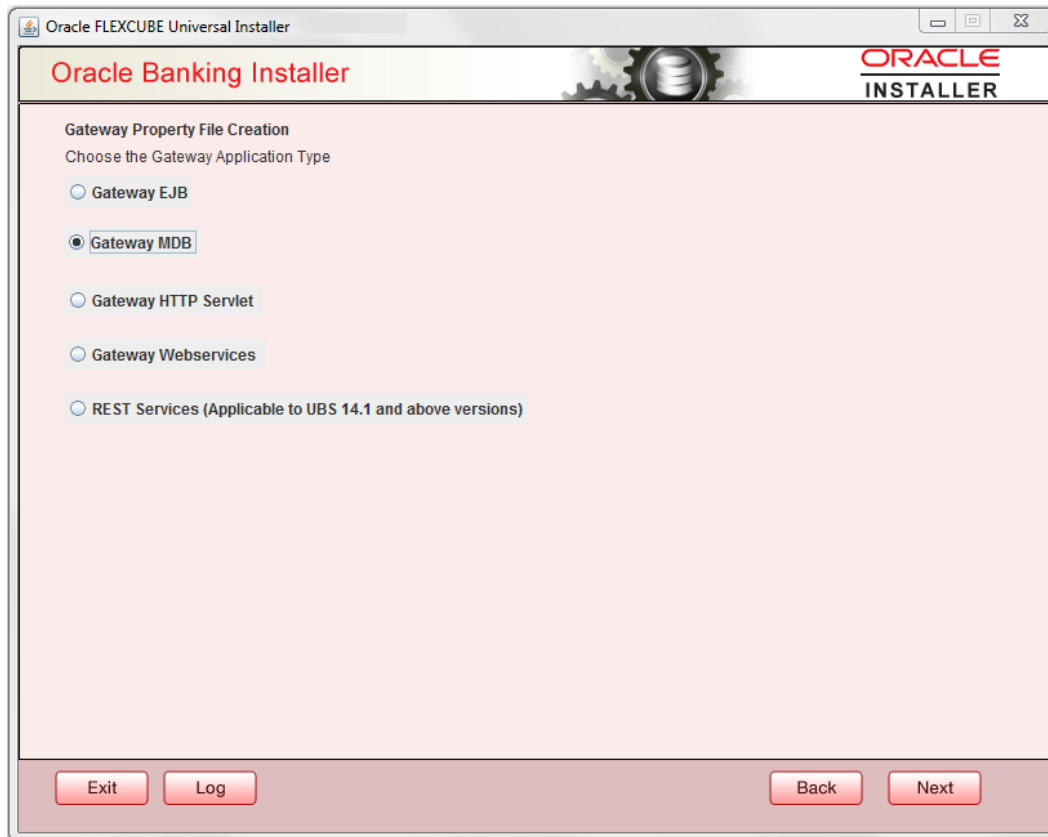 Oracle FLEXCUBE Universal Installer
Oracle Banking Installer
ORACLE
INSTALLER
Gateway Property File Creation
Choose the Gateway Application Type
Gateway EJB
Gateway MDB
Gateway HTTP Servlet
Gateway Webservices
REST Services (Applicable to UBS 14.1 and above versions)
Exit Log Back Next